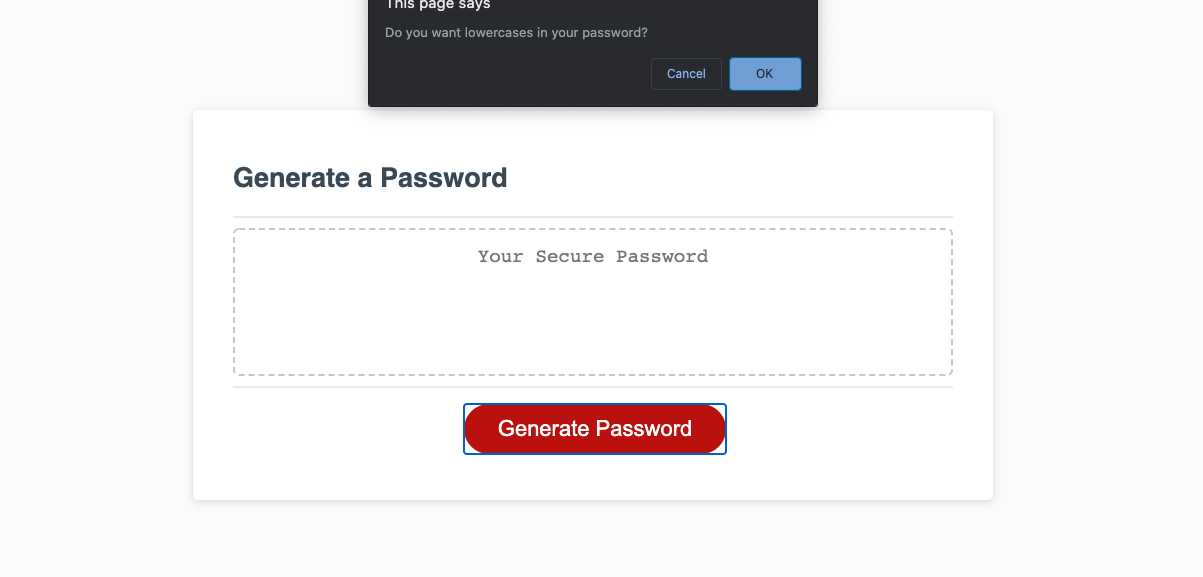 This page says
Do you want lowercases in your password?
Cancel
OK
Generate a Password
Your Secure Password
Generate Password